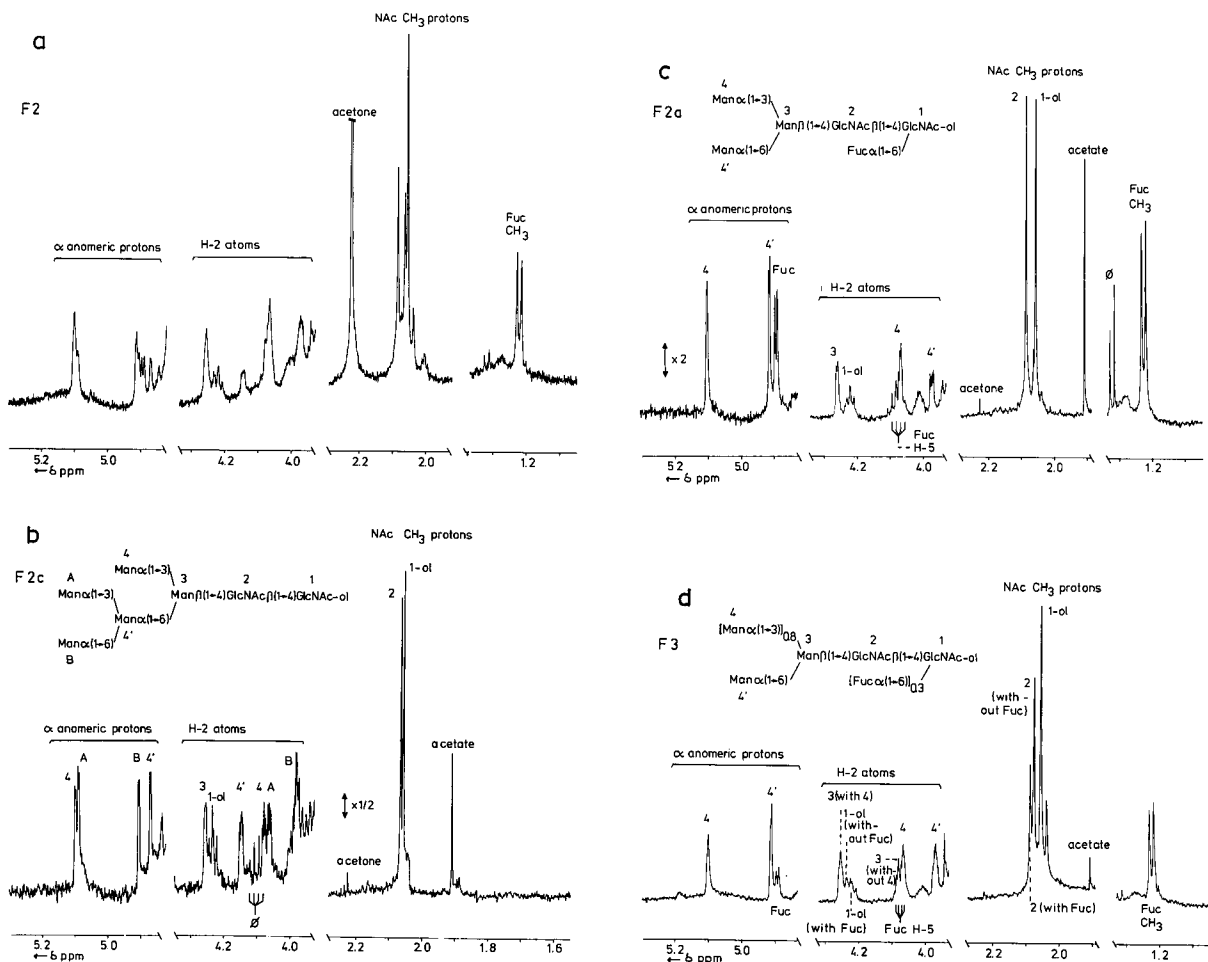 a
F2
NAc CH₃ protons
acetone
Fuc
CH₃
α anomeric protons
H-2 atoms
5.2 5.0 4.2 4.0 2.2 2.0 1.2
← δ ppm
b
F2c
NAc CH₃ protons
1-ol
2
4
Manα(1→3)
A
3 2 1
Manα(1→3)
Manβ(1→4)GlcNAcβ(1→4)GlcNAc-ol
Manα(1→6)
Manα(1→6)
4'
B
α anomeric protons
H-2 atoms
4 A B 4'
3 1-ol 4' 4 A B
x1/2
acetate
acetone
ø
5.2 5.0 4.2 4.0 2.2 2.0 1.8 1.6
← δ ppm
c
F2a
NAc CH₃ protons
2 1-ol
4
Manα(1→3)
3 2 1
Manβ(1→4)GlcNAcβ(1→4)GlcNAc-ol
Manα(1→6)
Fucα(1→6)
4'
acetate
Fuc
CH₃
α anomeric protons
4 4' Fuc
H-2 atoms
3 1-ol 4 4'
x 2
acetone
ø
Fuc
H-5
5.2 5.0 4.2 4.0 2.2 2.0 1.2
← δ ppm
d
F3
NAc CH₃ protons
1-ol
4
[Manα(1→3)]0.8
3 2 1
Manβ(1→4)GlcNAcβ(1→4)GlcNAc-ol
Manα(1→6)
[Fucα(1→6)]0.3
4'
2
(with-
out Fuc)
α anomeric protons
4 4'
Fuc
H-2 atoms
3(with 4)
1-ol
(with-
out Fuc)
3
(with-
out 4)
4 4'
1-ol
(with Fuc)
Fuc H-5
2 (with Fuc)
acetate
Fuc
CH₃
5.2 5.0 4.2 4.0 2.2 2.0 1.2
← δ ppm